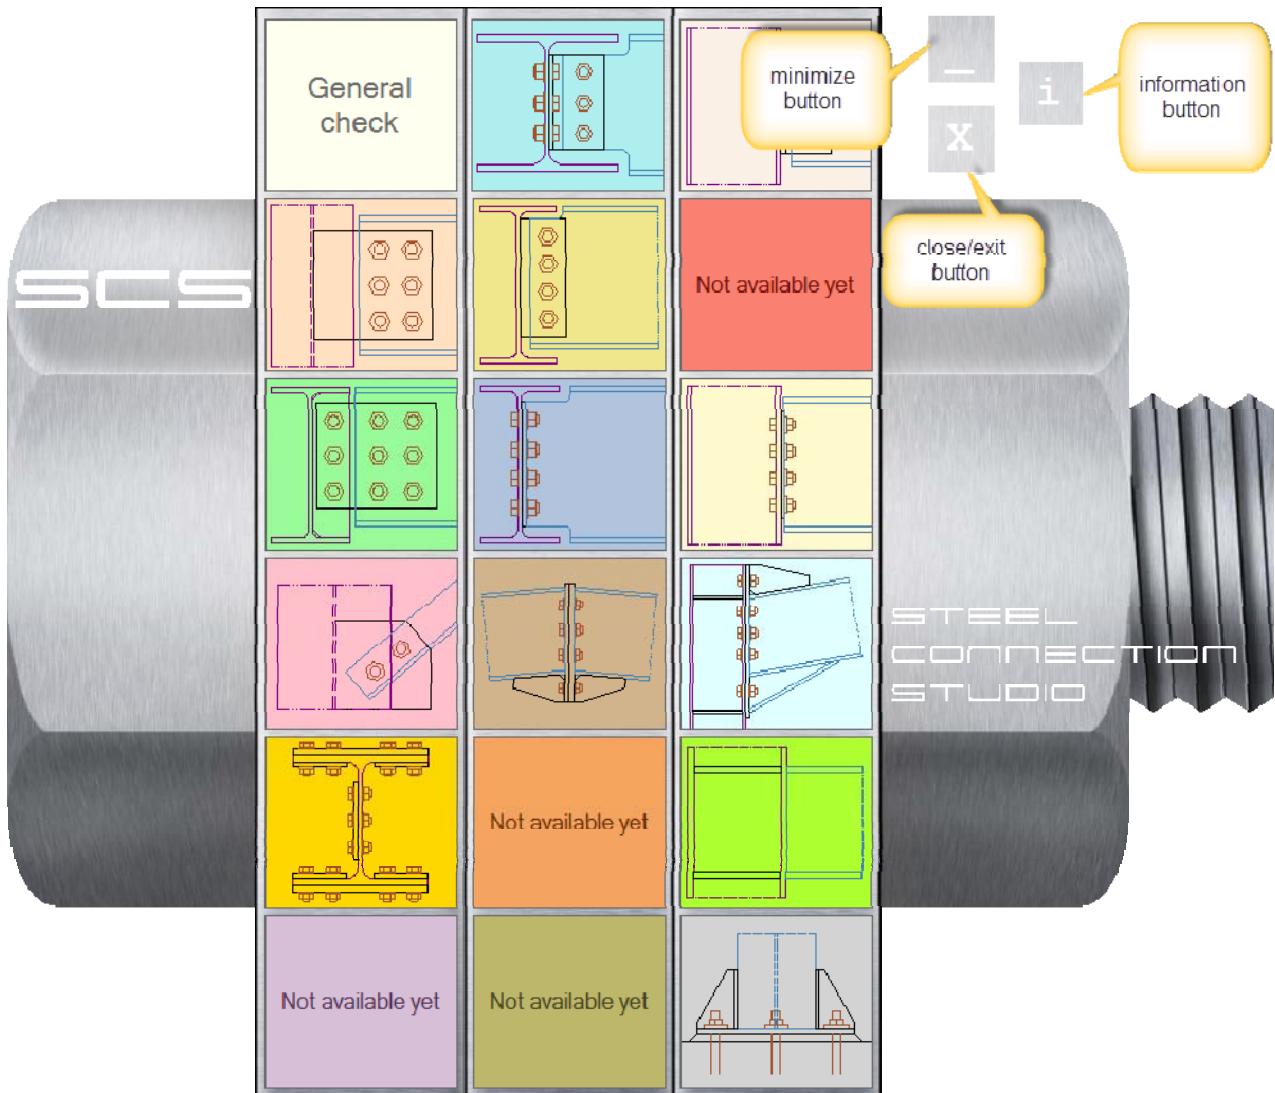 General
check
minimize
button
_
i
X
information
button
close/exit
button
SCS
Not available yet
STEEL
CONNECTION
STUDIO
Not available yet
Not available yet
Not available yet